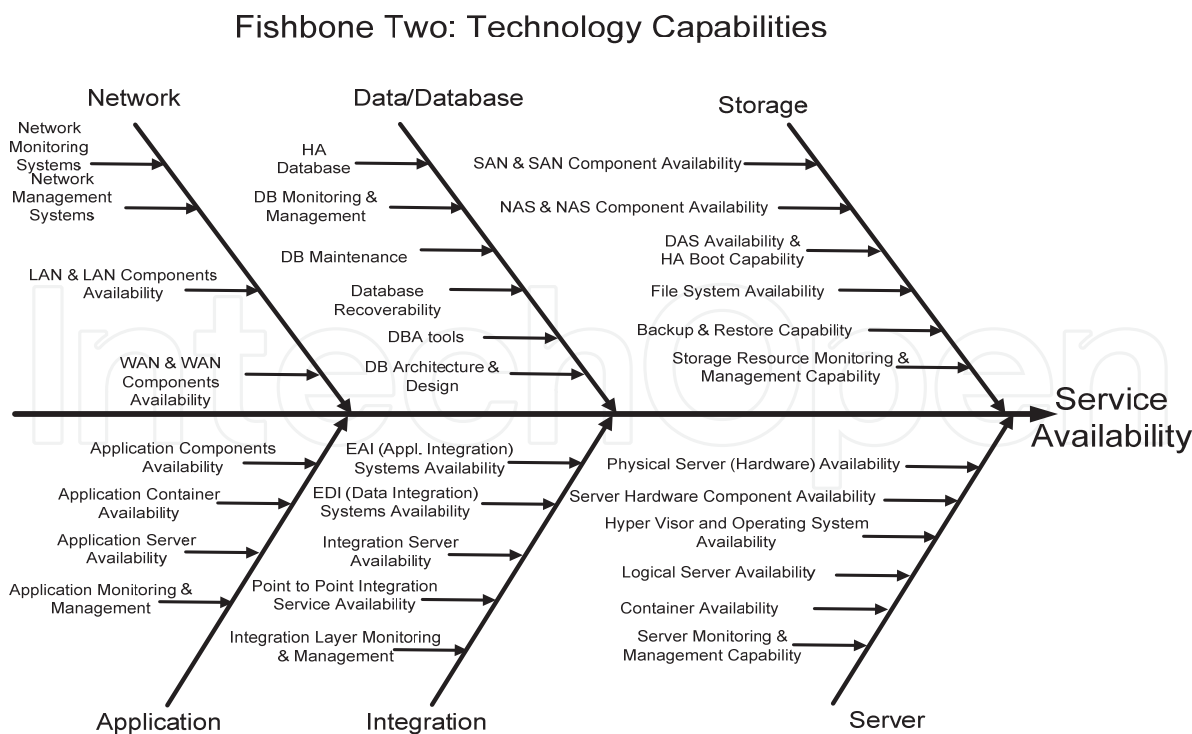 Fishbone Two: Technology Capabilities
Network
Network
Monitoring
Systems
Network
Management
Systems
LAN & LAN Components
Availability
WAN & WAN
Components
Availability
Data/Database
HA
Database
DB Monitoring &
Management
DB Maintenance
Database
Recoverability
DBA tools
DB Architecture &
Design
Storage
SAN & SAN Component Availability
NAS & NAS Component Availability
DAS Availability &
HA Boot Capability
File System Availability
Backup & Restore Capability
Storage Resource Monitoring &
Management Capability
Service
Availability
IntechOpen
Application Components
Availability
Application Container
Availability
Application Server
Availability
Application Monitoring &
Management
Application
EAI (Appl. Integration)
Systems Availability
EDI (Data Integration)
Systems Availability
Integration Server
Availability
Point to Point Integration
Service Availability
Integration Layer Monitoring
& Management
Integration
Physical Server (Hardware) Availability
Server Hardware Component Availability
Hyper Visor and Operating System
Availability
Logical Server Availability
Container Availability
Server Monitoring &
Management Capability
Server